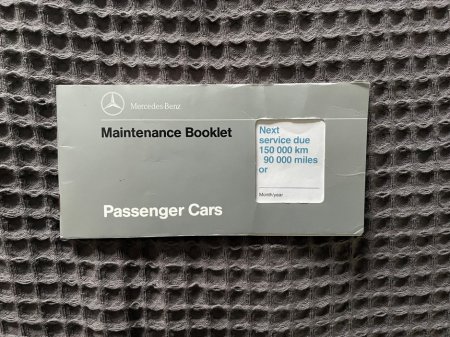 Mercedes-Benz
Maintenance Booklet
Next
service due
150 000 km
90 000 miles
or
Month/year
Passenger Cars